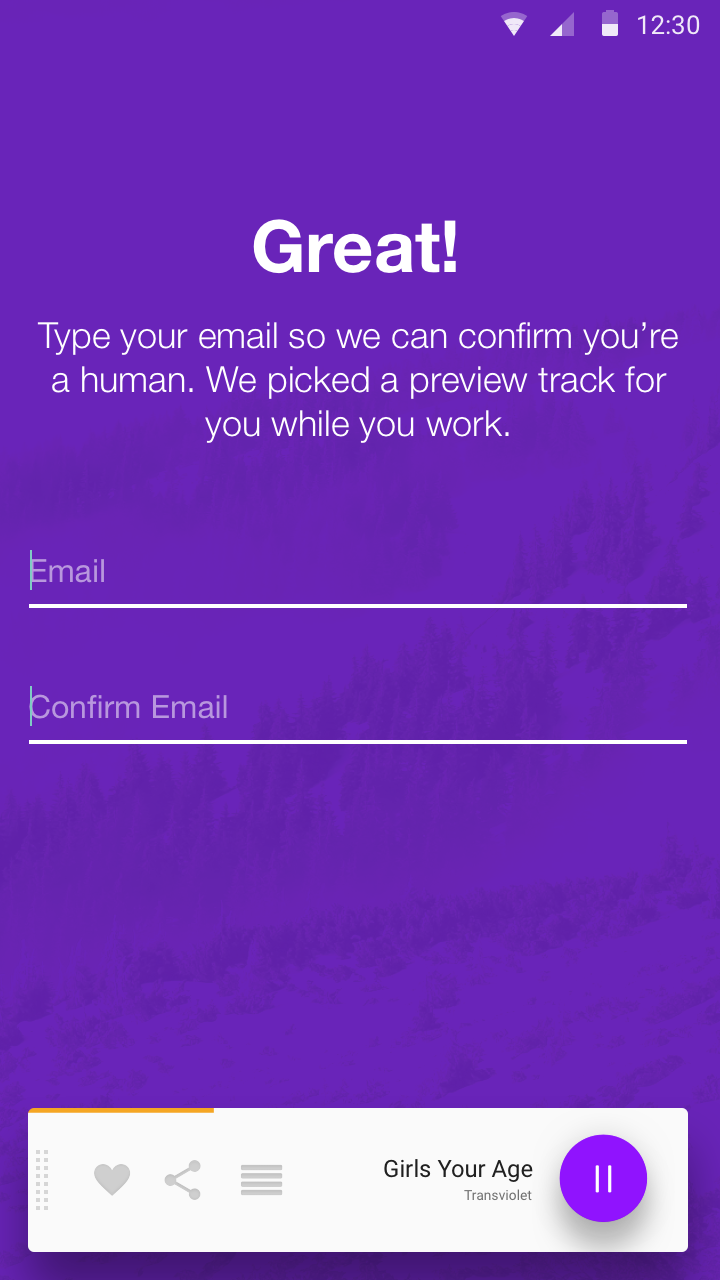 12:30
Great!
Type your email so we can confirm you’re
a human. We picked a preview track for
you while you work.
Email
Confirm Email
Girls Your Age
Transviolet